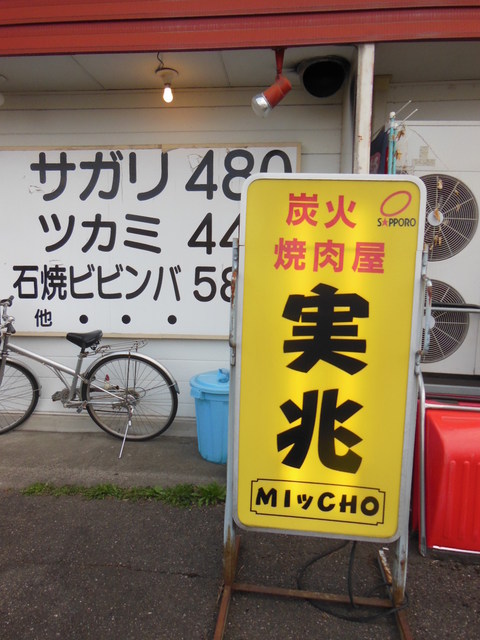 サガリ 480
ツカミ 44
石焼ビビンバ 58
他 ・・・
炭火
SAPPORO
焼肉屋
実兆
MIッCHO